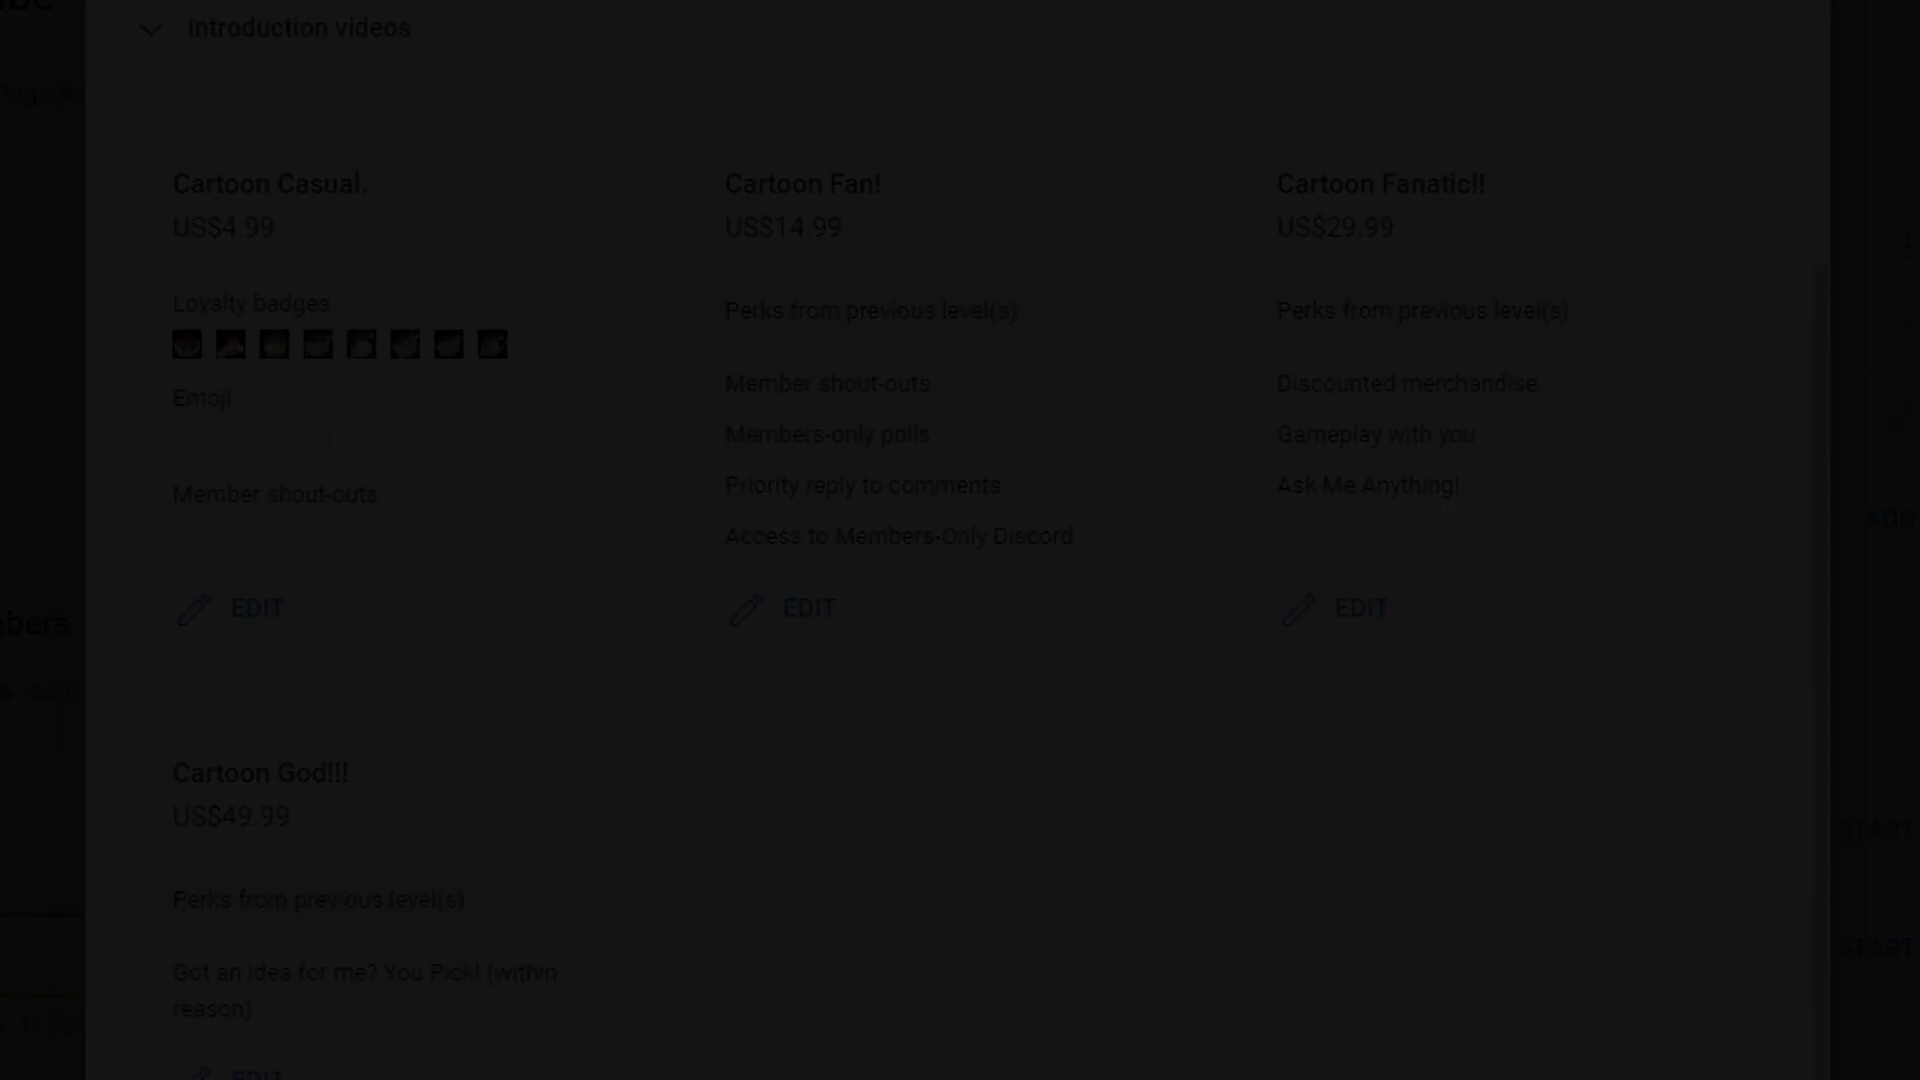 Introduction videos
Cartoon Casual.
US$4.99
Loyalty badges
Emoji
Member shout-outs
EDIT
Cartoon Fan!
US$14.99
Perks from previous level(s)
Member shout-outs
Members-only polls
Priority reply to comments
Access to Members-Only Discord
EDIT
Cartoon Fanatic!!
US$29.99
Perks from previous level(s)
Discounted merchandise
Gameplay with you
Ask Me Anything!
EDIT
Cartoon God!!!
US$49.99
Perks from previous level(s)
Got an idea for me? You Pick! (within
reason)
EDIT
ADD
START
START